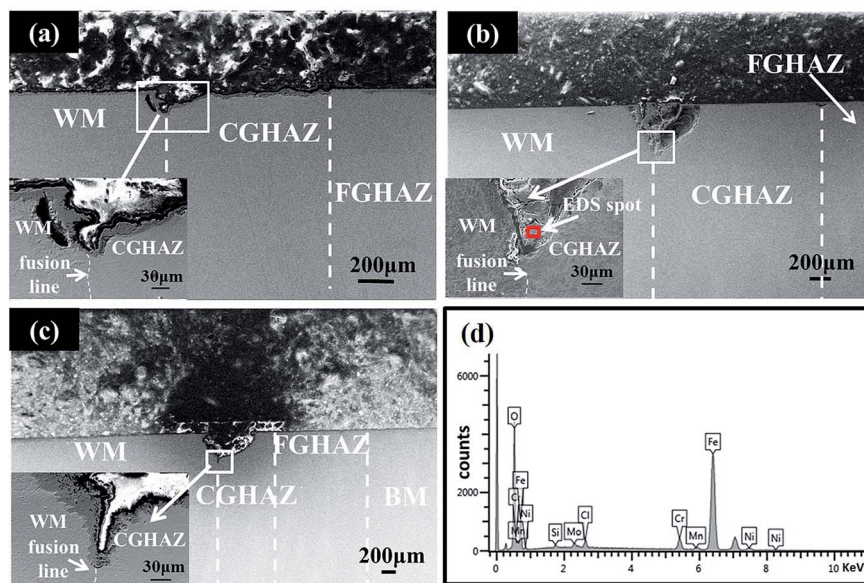 (a)
WM
CGHAZ
FGHAZ
WM
CGHAZ
fusion
line
30µm
200µm
(b)
FGHAZ
WM
CGHAZ
EDS spot
WM
CGHAZ
fusion
line
30µm
200µm
(c)
WM
FGHAZ
CGHAZ
BM
WM
fusion
line
CGHAZ
30µm
200µm
(d)
counts
6000
4000
2000
0
O
Fe
C
Ni
Mn
Si
Mo
Cl
Cr
Mn
Fe
Ni
Ni
0
2
4
6
8
10
KeV